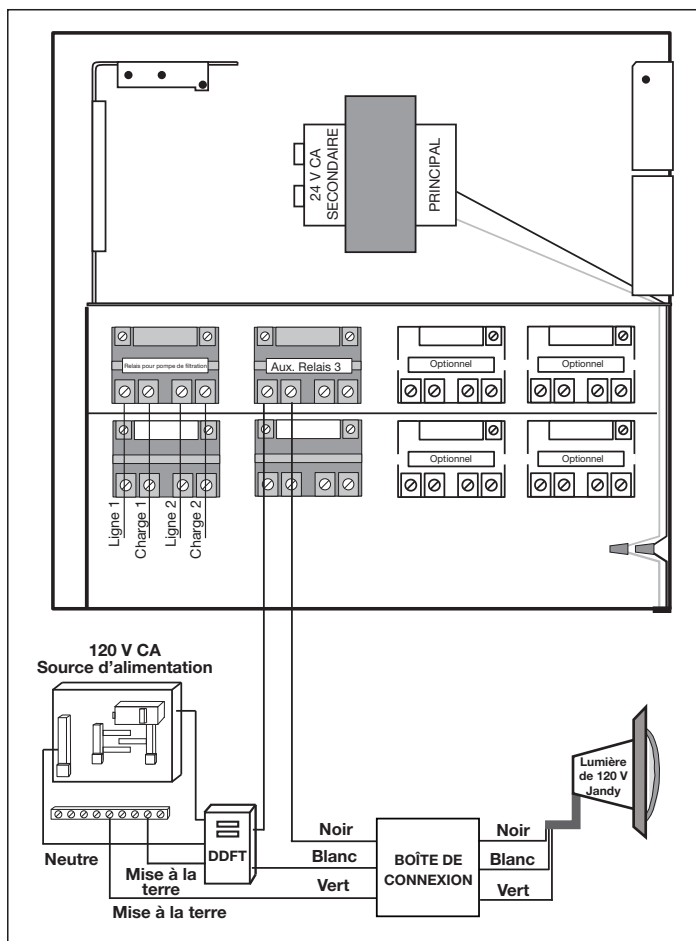 24 V CA
SECONDAIRE
PRINCIPAL
Relais pour pompe de filtration
Aux. Relais 3
Optionnel
Optionnel
Optionnel
Optionnel
Ligne 1
Charge 1
Ligne 2
Charge 2
120 V CA
Source d'alimentation
Lumière
de 120 V
Jandy
Noir
Noir
DDFT
BOÎTE DE
CONNEXION
Neutre
Blanc
Blanc
Mise à la
terre
Vert
Vert
Mise à la terre